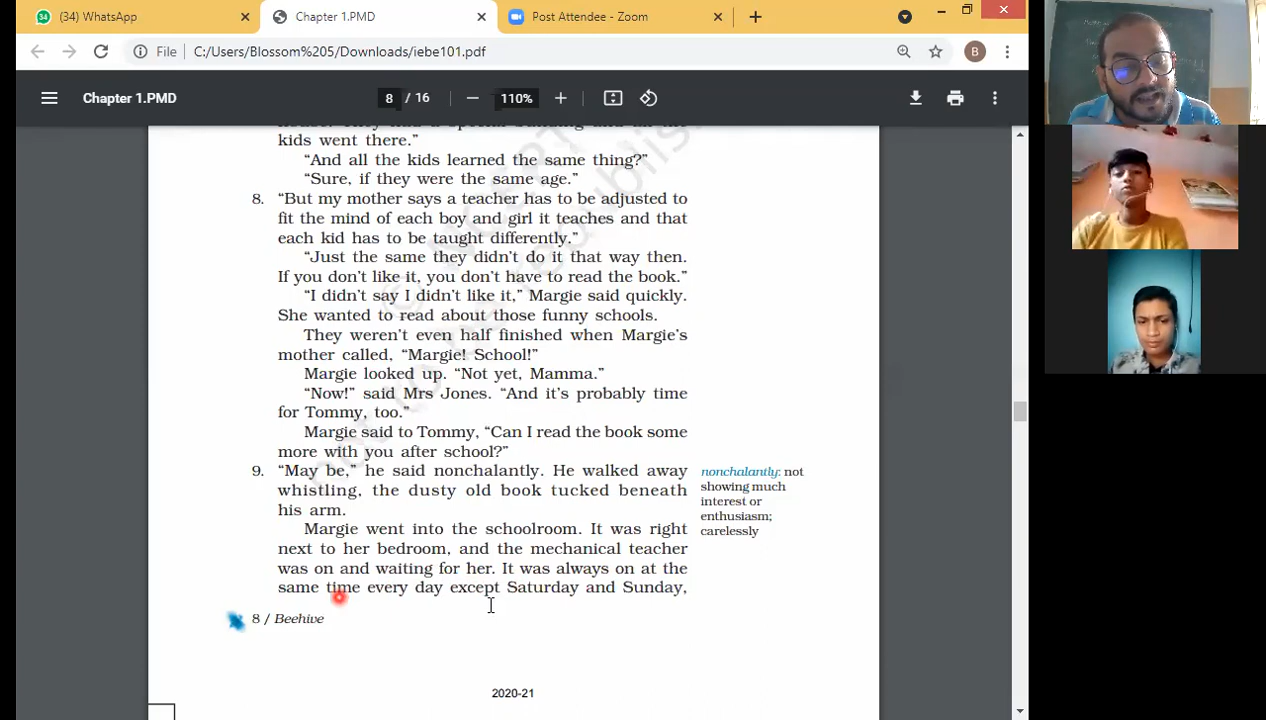 34 (34) WhatsApp
Chapter 1.PMD
Post Attendee - Zoom
File C:/Users/Blossom%205/Downloads/iebe101.pdf
B
Chapter 1.PMD
8 / 16
110%
kids went there.”
“And all the kids learned the same thing?”
“Sure, if they were the same age.”
8. “But my mother says a teacher has to be adjusted to
fit the mind of each boy and girl it teaches and that
each kid has to be taught differently.”
“Just the same they didn’t do it that way then.
If you don’t like it, you don’t have to read the book.”
“I didn’t say I didn’t like it,” Margie said quickly.
She wanted to read about those funny schools.
They weren’t even half finished when Margie’s
mother called, “Margie! School!”
Margie looked up. “Not yet, Mamma.”
“Now!” said Mrs Jones. “And it’s probably time
for Tommy, too.”
Margie said to Tommy, “Can I read the book some
more with you after school?”
9. “May be,” he said nonchalantly. He walked away
whistling, the dusty old book tucked beneath
his arm.
nonchalantly: not
showing much
interest or
enthusiasm;
carelessly
Margie went into the schoolroom. It was right
next to her bedroom, and the mechanical teacher
was on and waiting for her. It was always on at the
same time every day except Saturday and Sunday,
8 / Beehive
2020-21